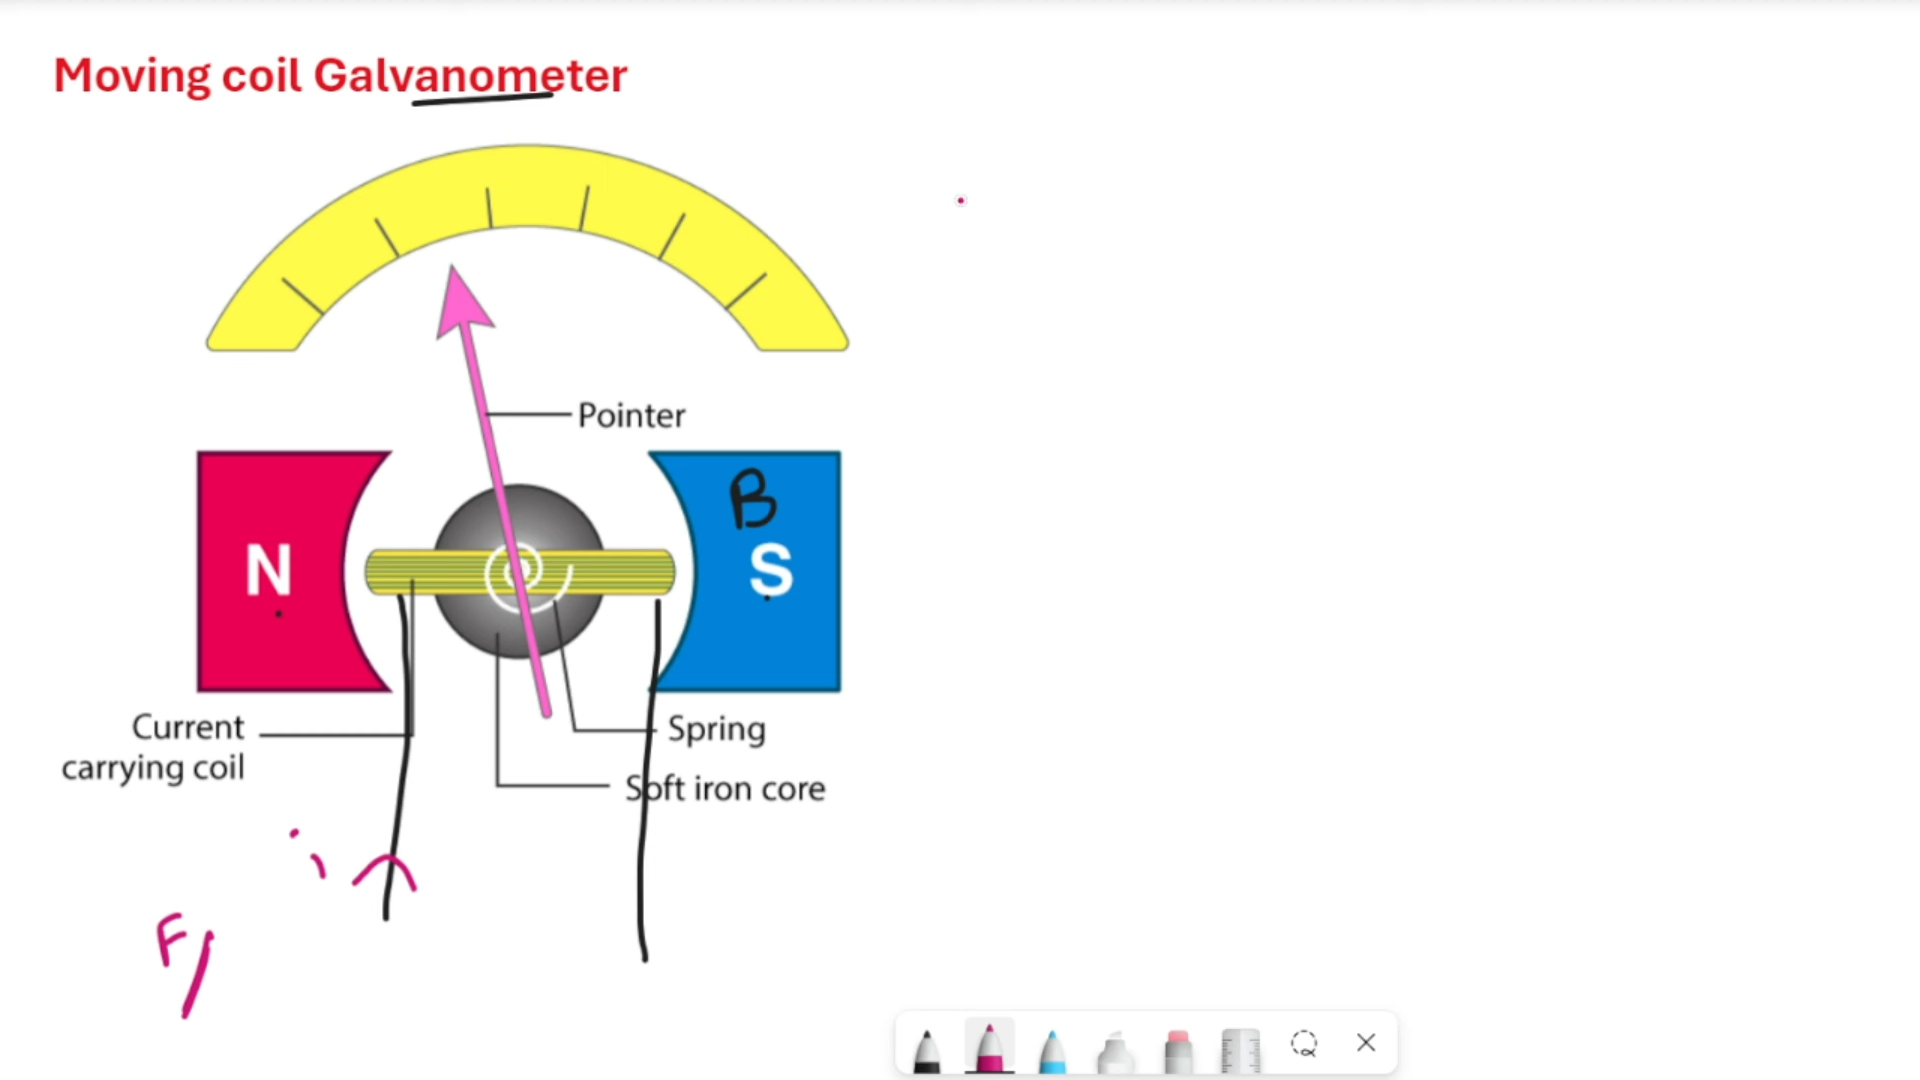 Moving coil Galvanometer
Pointer
B
N
S
Current
carrying coil
Spring
Soft iron core
i
F